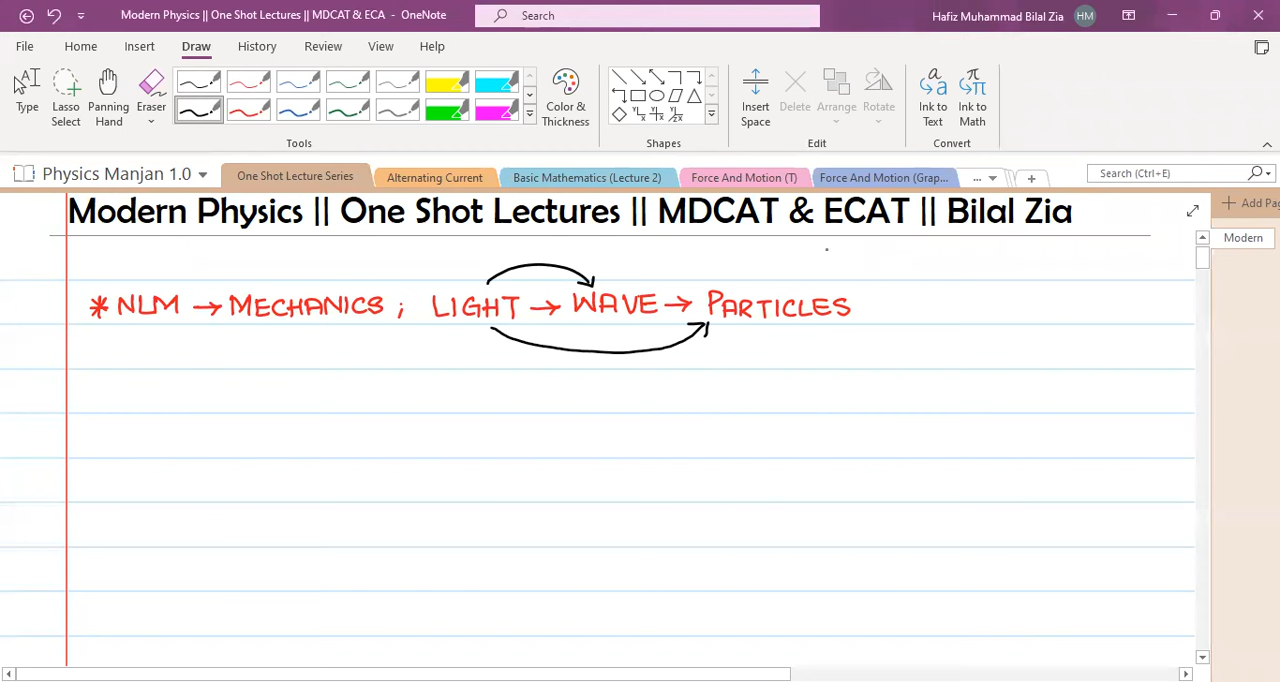 Modern Physics || One Shot Lectures || MDCAT & ECA - OneNote
Search
Hafiz Muhammad Bilal Zia
HM
File Home Insert Draw History Review View Help
Type
Lasso Select
Panning Hand
Eraser
Color & Thickness
Insert Space
Delete
Arrange
Rotate
Ink to Text
Ink to Math
Tools
Shapes
Edit
Convert
Physics Manjan 1.0
One Shot Lecture Series
Alternating Current
Basic Mathematics (Lecture 2)
Force And Motion (T)
Force And Motion (Grap...
...
Search (Ctrl+E)
Modern Physics || One Shot Lectures || MDCAT & ECAT || Bilal Zia
Add Pag
Modern
* NLM → MECHANICS ; LIGHT → WAVE → PARTICLES